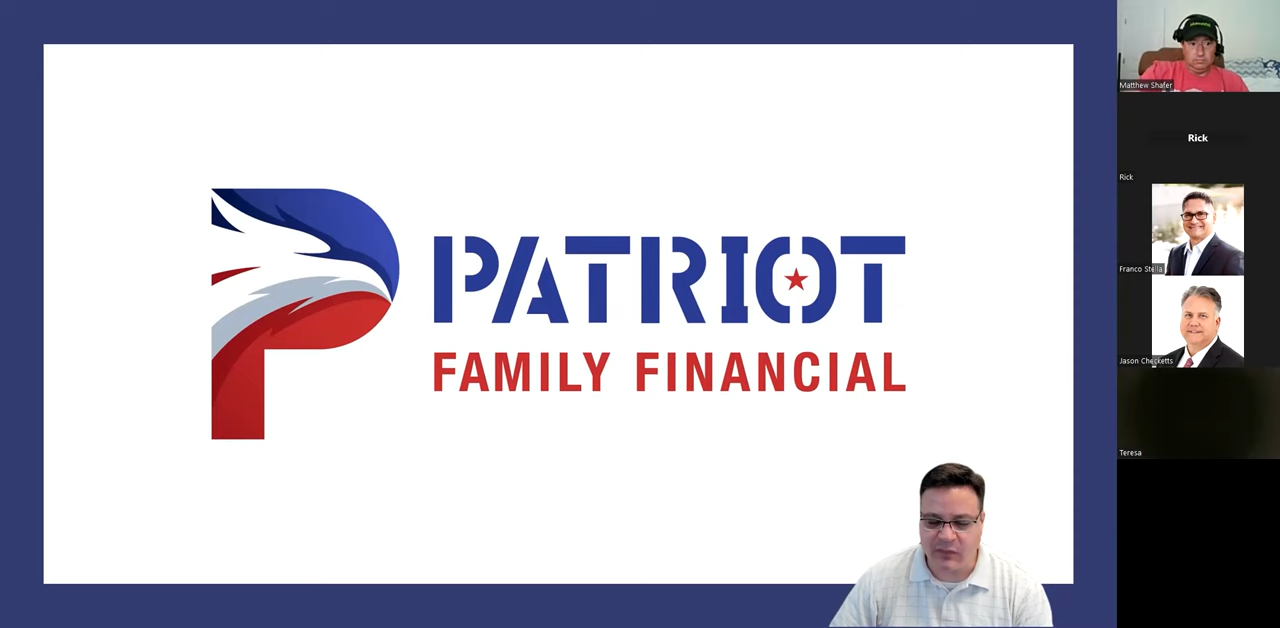 PATRIOT
FAMILY FINANCIAL
Matthew Shafer
Rick
Rick
Franco Stella
Jason Checketts
Teresa